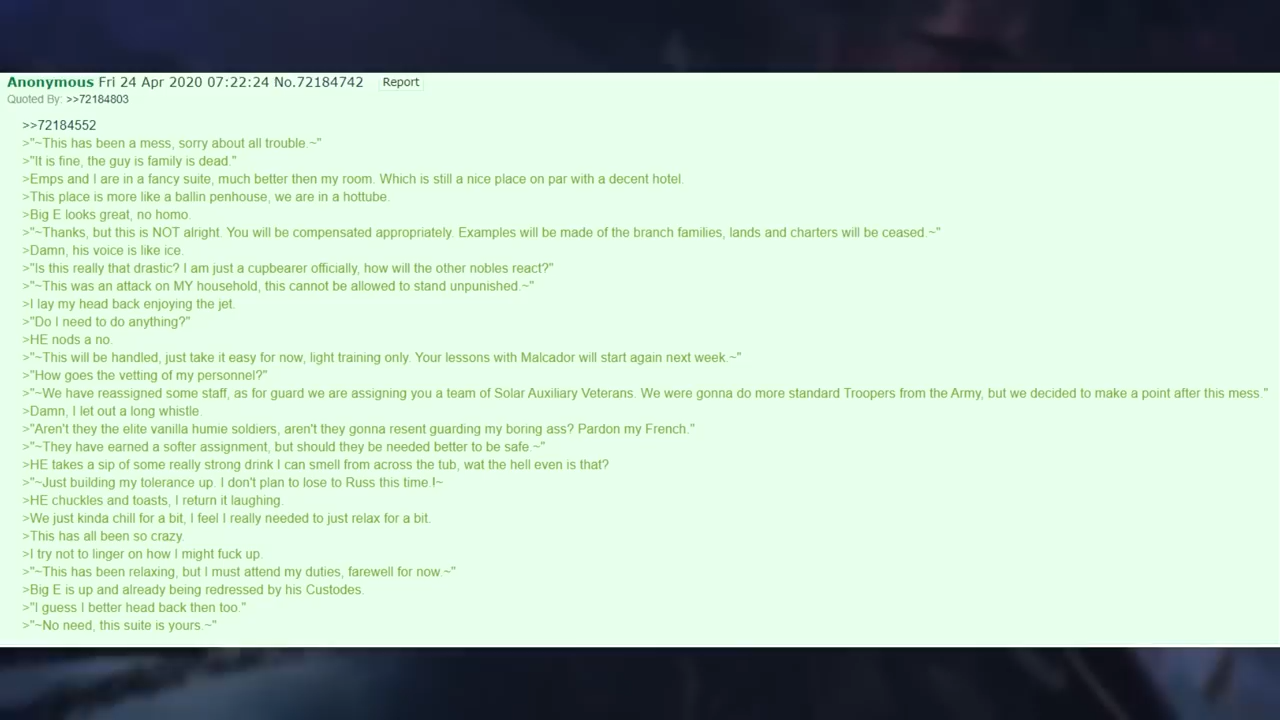 Anonymous Fri 24 Apr 2020 07:22:24 No.72184742 Report
Quoted By: >>72184803
>>72184552
>"~This has been a mess, sorry about all trouble.~"
>"It is fine, the guy is family is dead."
>Emps and I are in a fancy suite, much better then my room. Which is still a nice place on par with a decent hotel.
>This place is more like a ballin penhouse, we are in a hottube.
>Big E looks great, no homo.
>"~Thanks, but this is NOT alright. You will be compensated appropriately. Examples will be made of the branch families, lands and charters will be ceased.~"
>Damn, his voice is like ice.
>"Is this really that drastic? I am just a cupbearer officially, how will the other nobles react?"
>"~This was an attack on MY household, this cannot be allowed to stand unpunished.~"
>I lay my head back enjoying the jet.
>"Do I need to do anything?"
>HE nods a no.
>"~This will be handled, just take it easy for now, light training only. Your lessons with Malcador will start again next week.~"
>"How goes the vetting of my personnel?"
>"~We have reassigned some staff, as for guard we are assigning you a team of Solar Auxiliary Veterans. We were gonna do more standard Troopers from the Army, but we decided to make a point after this mess."
>Damn, I let out a long whistle.
>"Aren't they the elite vanilla humie soldiers, aren't they gonna resent guarding my boring ass? Pardon my French."
>"~They have earned a softer assignment, but should they be needed better to be safe ~"
>HE takes a sip of some really strong drink I can smell from across the tub, wat the hell even is that?
>"~Just building my tolerance up. I don't plan to lose to Russ this time.!~
>HE chuckles and toasts, I return it laughing.
>We just kinda chill for a bit, I feel I really needed to just relax for a bit.
>This has all been so crazy.
>I try not to linger on how I might fuck up.
>"~This has been relaxing, but I must attend my duties, farewell for now.~"
>Big E is up and already being redressed by his Custodes.
>"I guess I better head back then too."
>"~No need, this suite is yours.~"